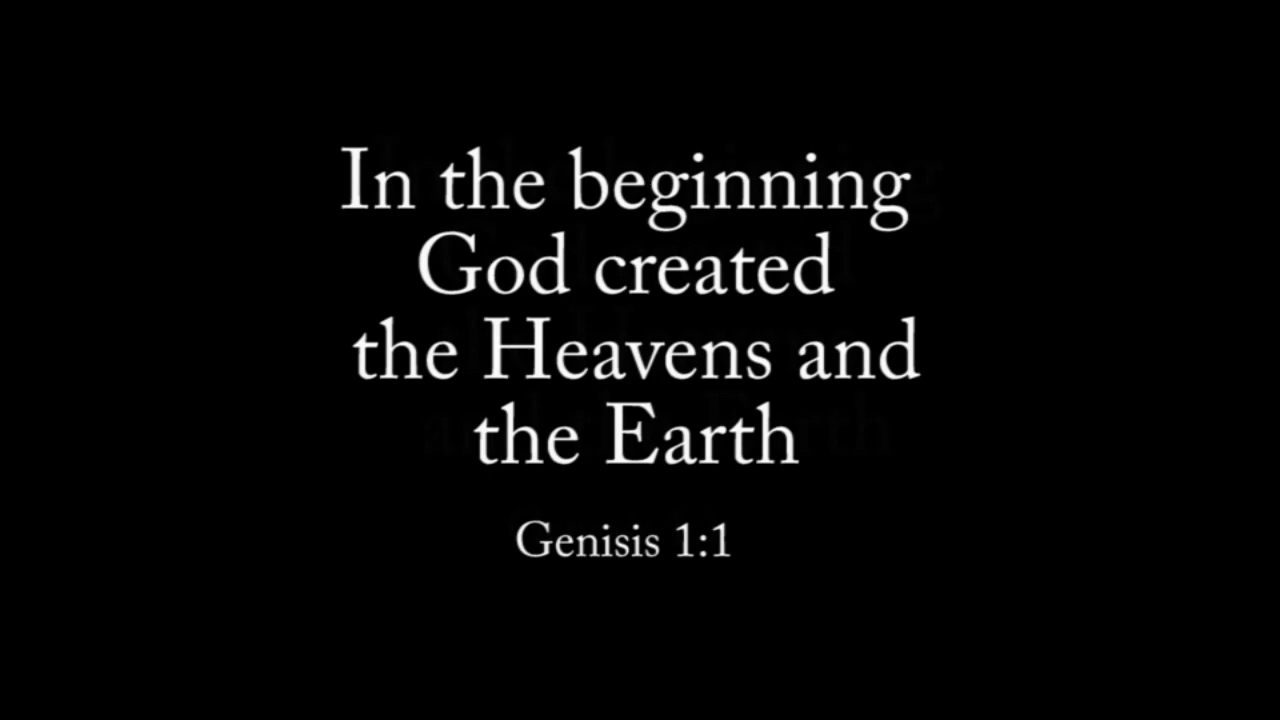 In the beginning
God created
the Heavens and
the Earth
Genisis 1:1